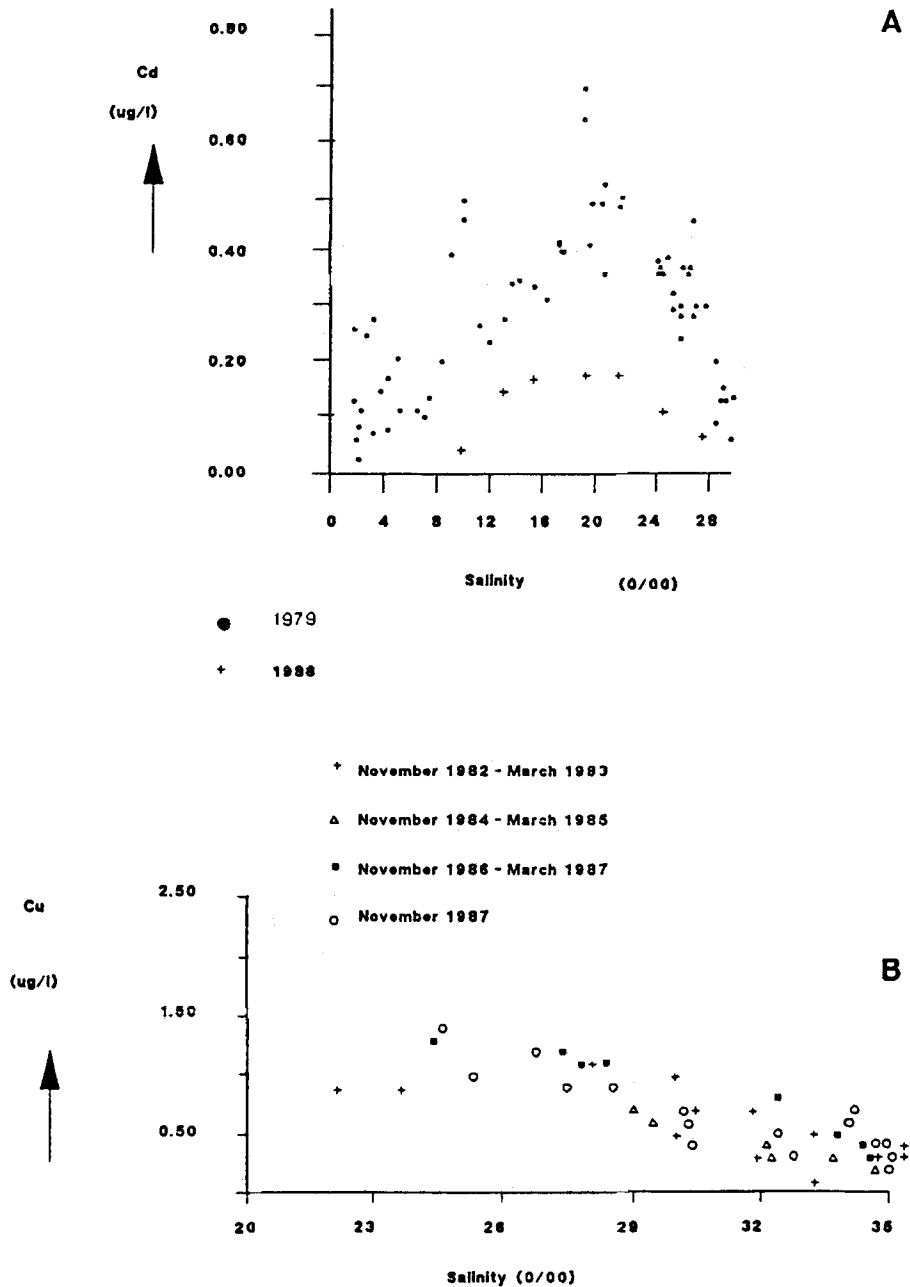 A
0.80
Cd
(ug/l)
0.60
0.40
0.20
0.00
0 4 8 12 16 20 24 28
Salinity (0/00)
1979
1988
November 1982 - March 1983
November 1984 - March 1985
November 1986 - March 1987
November 1987
2.50
Cu
(ug/l)
B
1.50
0.50
20 23 26 29 32 35
Salinity (0/00)